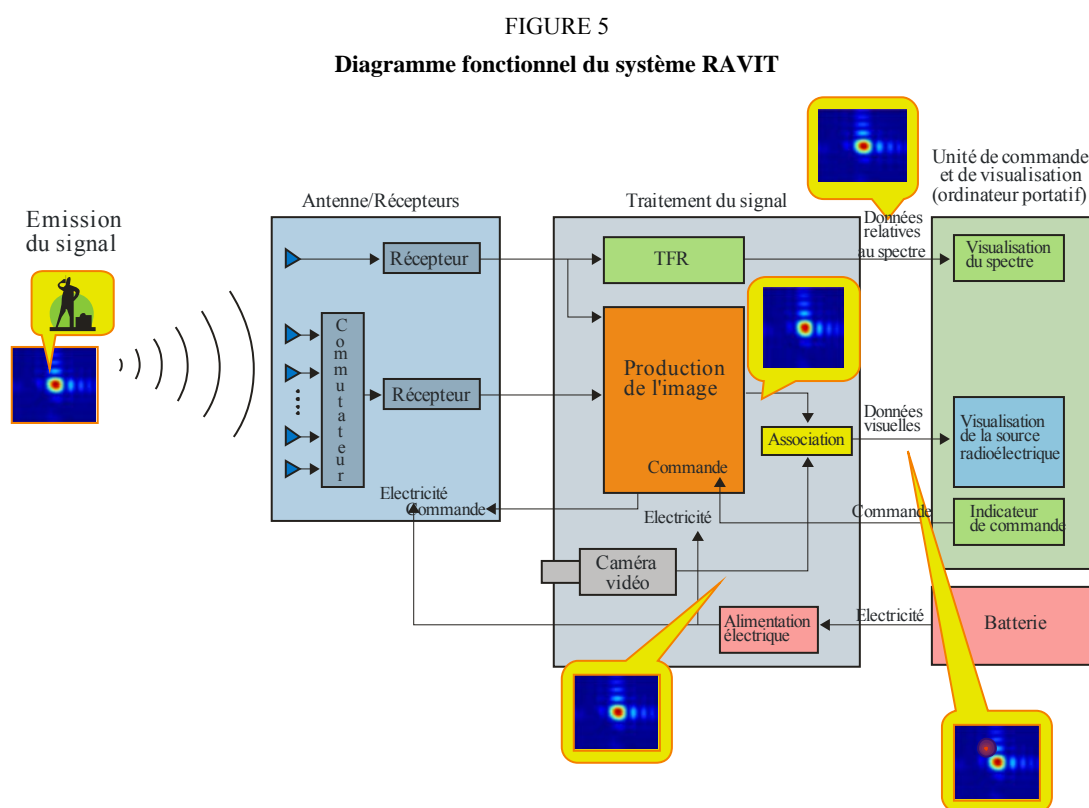 FIGURE 5
Diagramme fonctionnel du système RAVIT
Emission
du signal
Antenne/Récepteurs
Récepteur
Commutateur
Récepteur
Electricité
Commande
Traitement du signal
TFR
Production
de l'image
Commande
Association
Electricité
Caméra
vidéo
Alimentation
électrique
Données
relatives
au spectre
Données
visuelles
Commande
Electricité
Unité de commande
et de visualisation
(ordinateur portatif)
Visualisation
du spectre
Visualisation
de la source
radioélectrique
Indicateur
de commande
Batterie